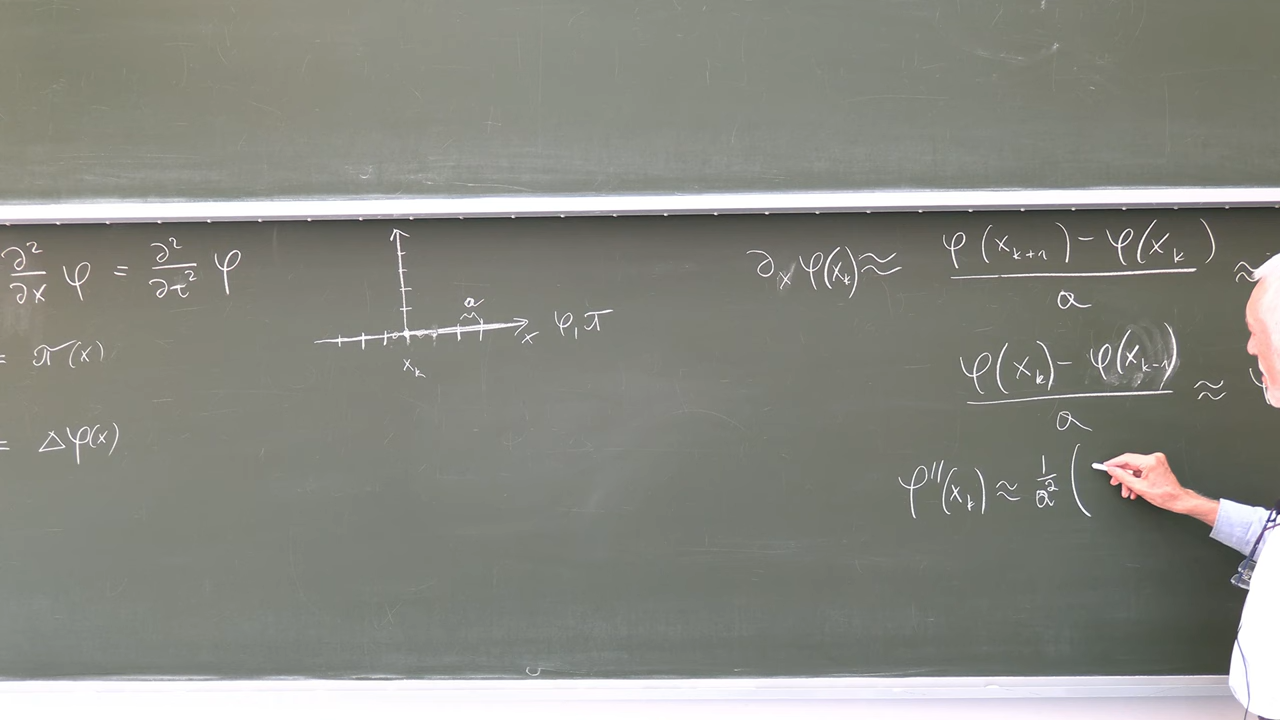 ∂²/∂x φ = ∂²/∂t² φ
= π(x)
= Δφ(x)
a
x φ, π
x_k
∂_x φ(x_k) ≈ (φ(x_{k+1}) - φ(x_k))/a ≈
(φ(x_k) - φ(x_{k-1}))/a ≈
φ''(x_k) ≈ 1/a² (